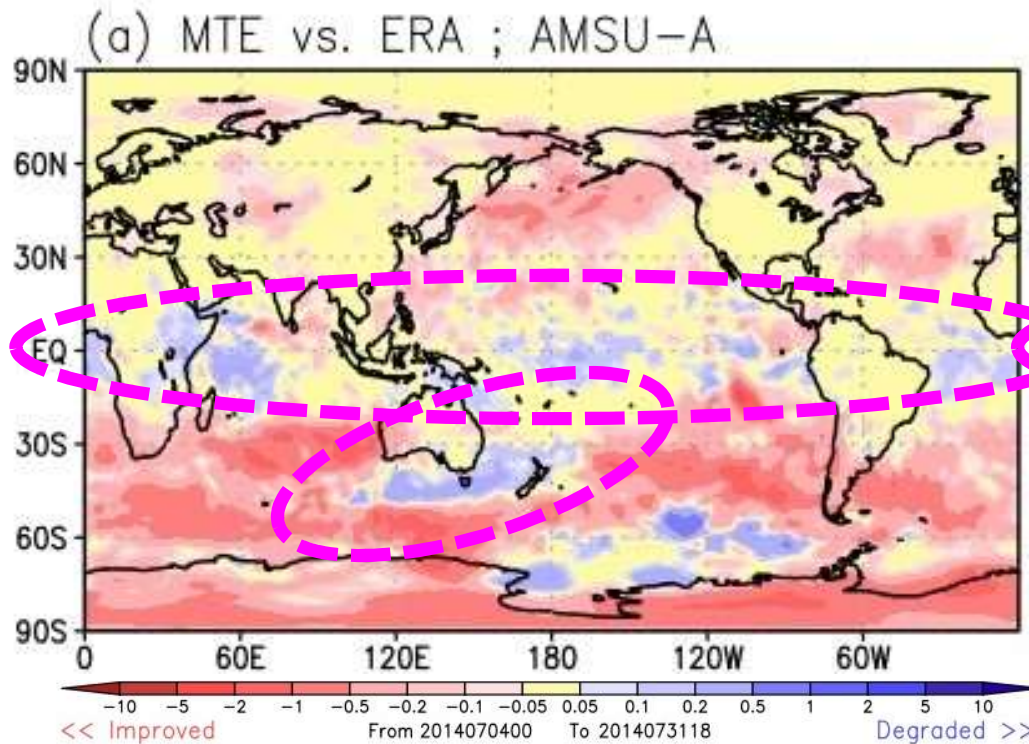 (a) MTE vs. ERA ; AMSU-A
90N
60N
30N
EQ
30S
60S
90S
0 60E 120E 180 120W 60W
-10 -5 -2 -1 -0.5 -0.2 -0.1 -0.05 0.05 0.1 0.2 0.5 1 2 5 10
<< Improved From 2014070400 To 2014073118 Degraded >>